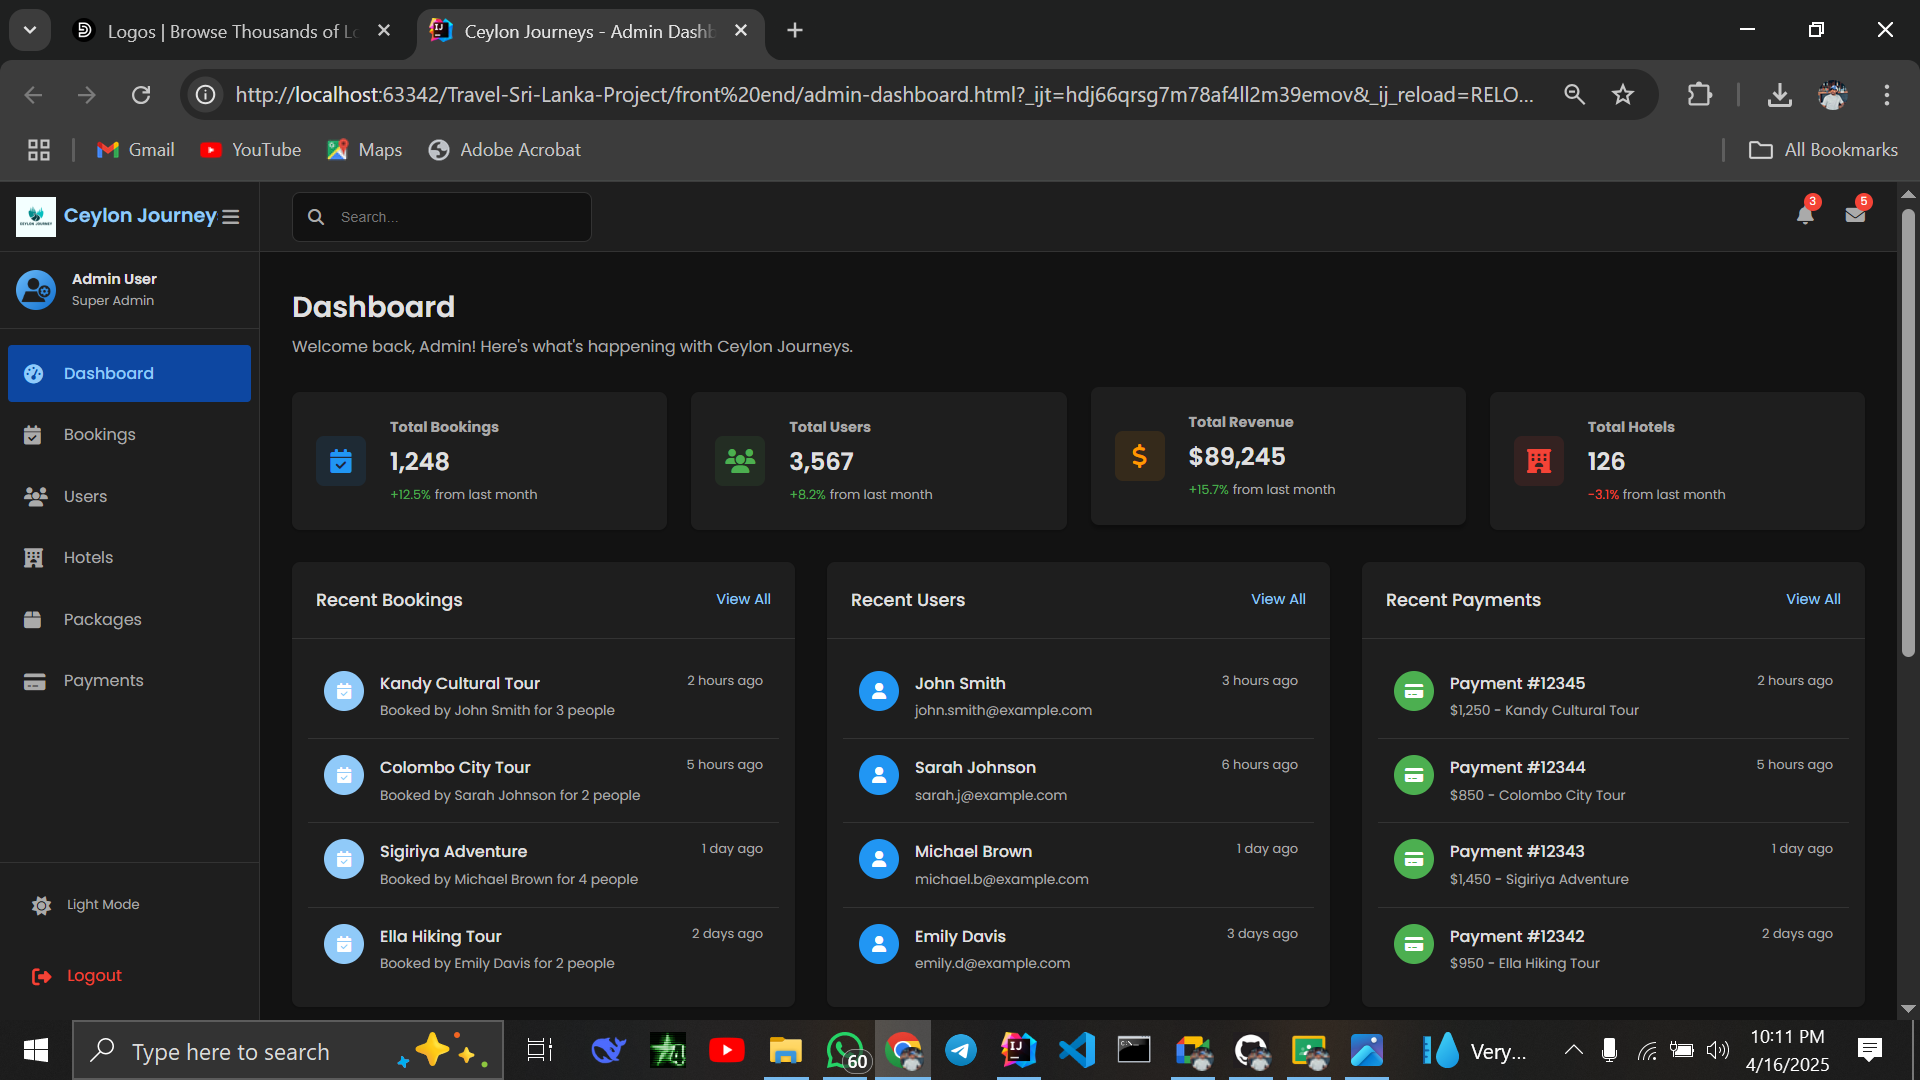 Logos | Browse Thousands of Lo
Ceylon Journeys - Admin Dashb
http://localhost:63342/Travel-Sri-Lanka-Project/front%20end/admin-dashboard.html?_ijt=hdj66qrsg7m78af4ll2m39emov&_ij_reload=RELO...
Gmail
YouTube
Maps
Adobe Acrobat
All Bookmarks
Ceylon Journey
Search...
3
5
Admin User
Super Admin
Dashboard
Bookings
Users
Hotels
Packages
Payments
Light Mode
Logout
Dashboard
Welcome back, Admin! Here's what's happening with Ceylon Journeys.
Total Bookings
1,248
+12.5% from last month
Total Users
3,567
+8.2% from last month
Total Revenue
$89,245
+15.7% from last month
Total Hotels
126
-3.1% from last month
Recent Bookings
View All
Kandy Cultural Tour
2 hours ago
Booked by John Smith for 3 people
Colombo City Tour
5 hours ago
Booked by Sarah Johnson for 2 people
Sigiriya Adventure
1 day ago
Booked by Michael Brown for 4 people
Ella Hiking Tour
2 days ago
Booked by Emily Davis for 2 people
Recent Users
View All
John Smith
3 hours ago
john.smith@example.com
Sarah Johnson
6 hours ago
sarah.j@example.com
Michael Brown
1 day ago
michael.b@example.com
Emily Davis
3 days ago
emily.d@example.com
Recent Payments
View All
Payment #12345
2 hours ago
$1,250 - Kandy Cultural Tour
Payment #12344
5 hours ago
$850 - Colombo City Tour
Payment #12343
1 day ago
$1,450 - Sigiriya Adventure
Payment #12342
2 days ago
$950 - Ella Hiking Tour
Type here to search
60
Very...
10:11 PM
4/16/2025